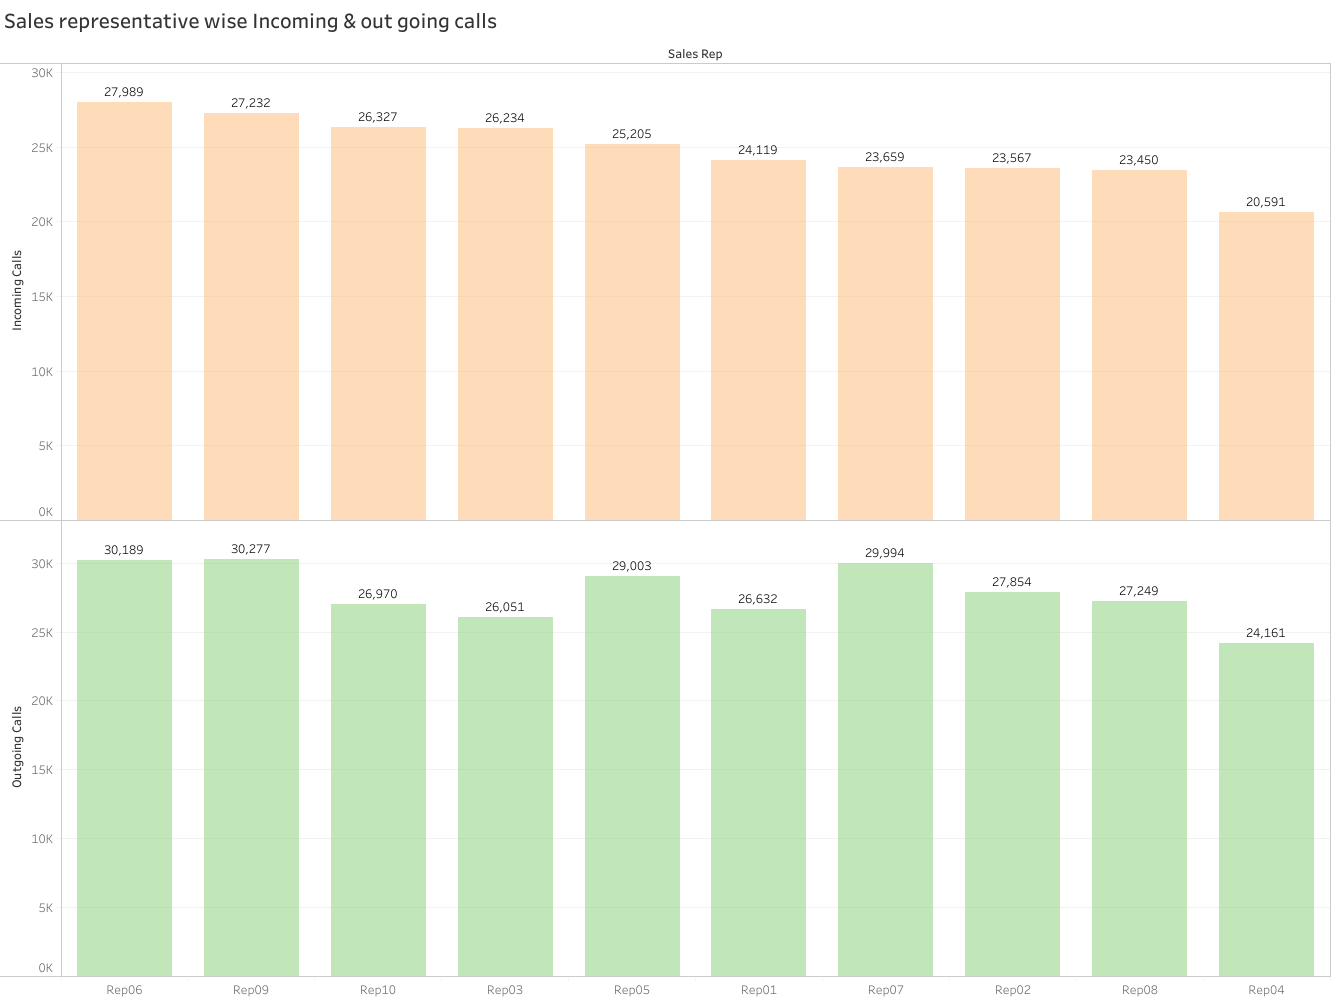 Sales representative wise Incoming & out going calls
Sales Rep
Incoming Calls
30K
25K
20K
15K
10K
5K
0K
27,989
27,232
26,327
26,234
25,205
24,119
23,659
23,567
23,450
20,591
Outgoing Calls
30K
25K
20K
15K
10K
5K
0K
30,189
30,277
26,970
26,051
29,003
26,632
29,994
27,854
27,249
24,161
Rep06 Rep09 Rep10 Rep03 Rep05 Rep01 Rep07 Rep02 Rep08 Rep04